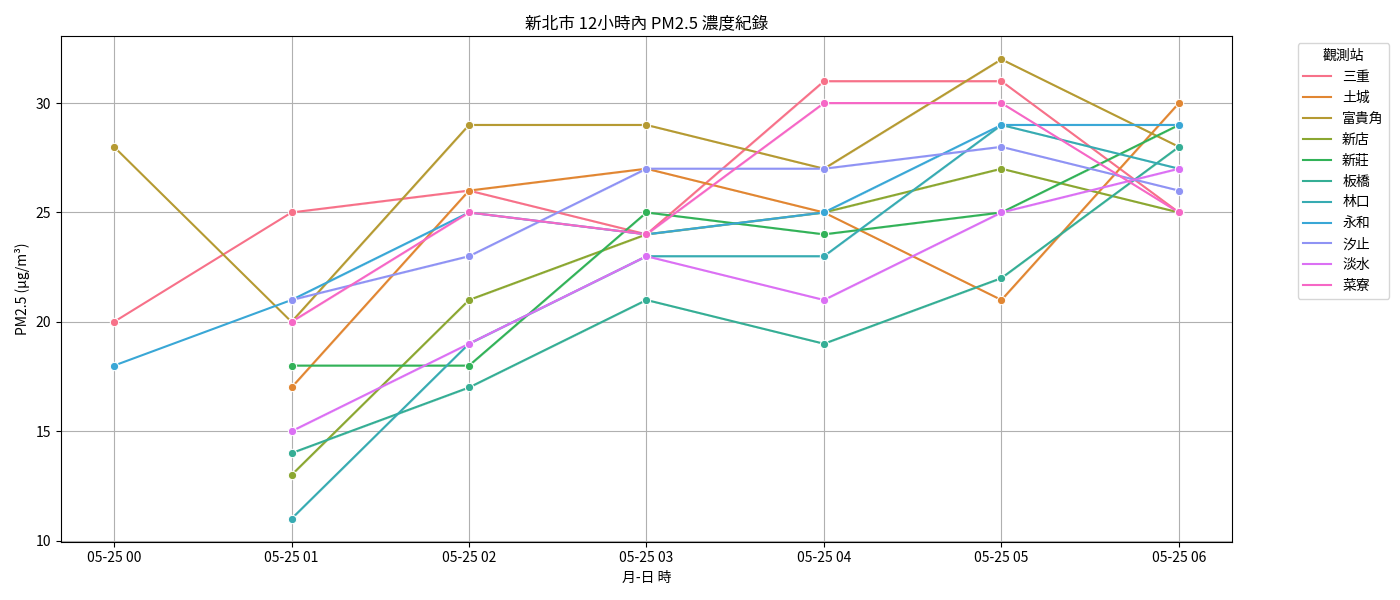 新北市 12小時內 PM2.5 濃度紀錄
PM2.5 (μg/m³)
30
25
20
15
10
05-25 00
05-25 01
05-25 02
05-25 03
05-25 04
05-25 05
05-25 06
月-日 時
觀測站
三重
土城
富貴角
新店
新莊
板橋
林口
永和
汐止
淡水
菜寮